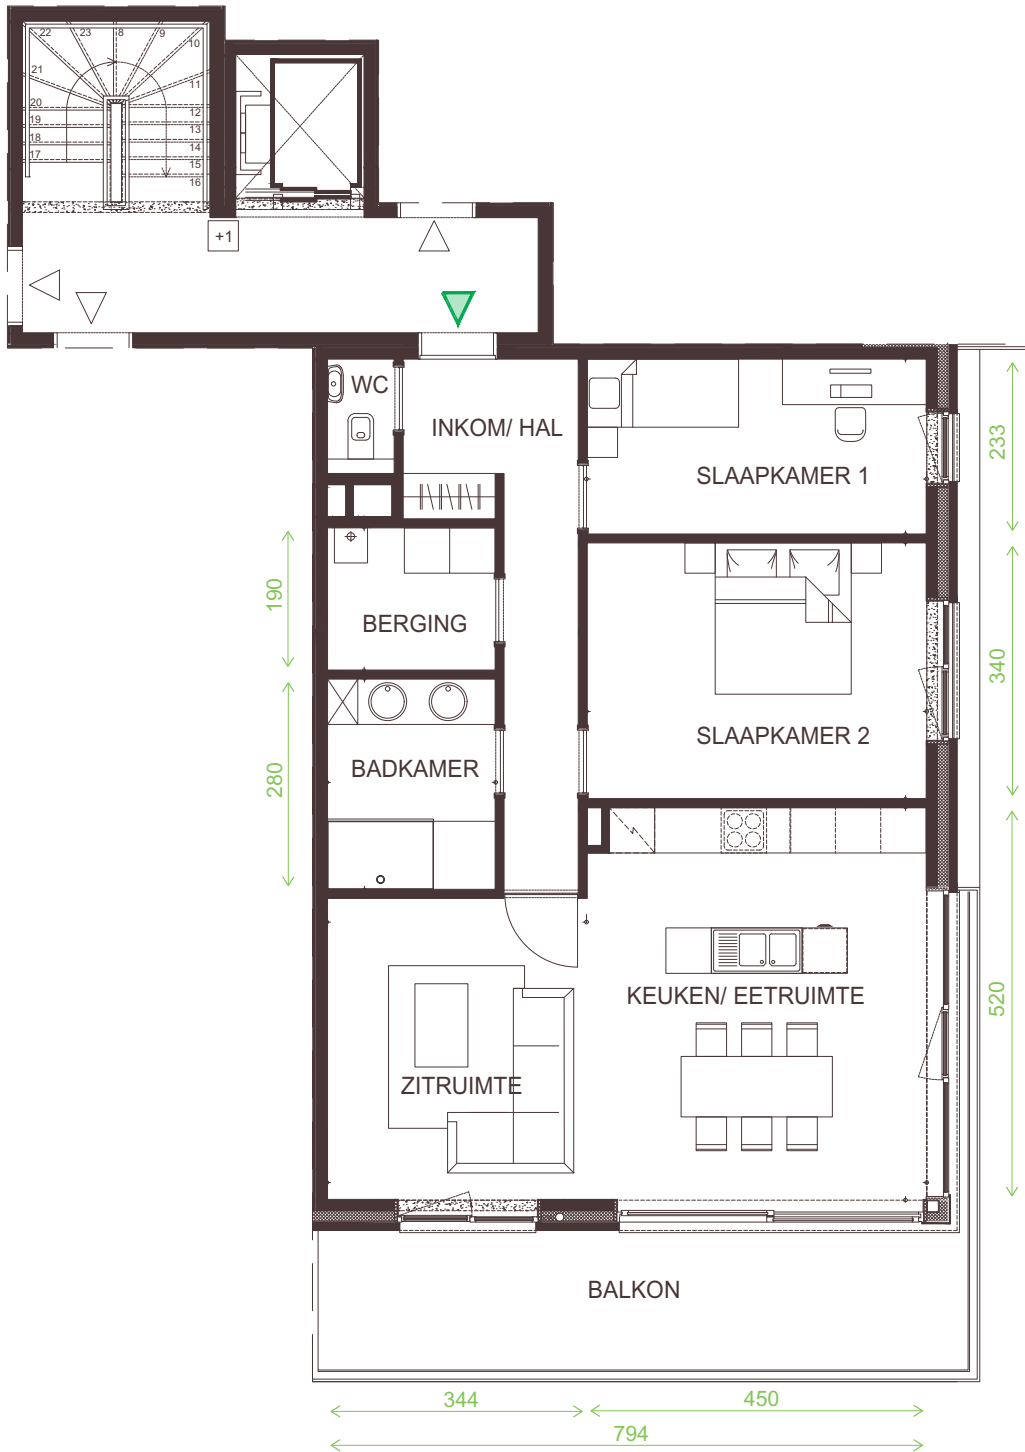 22 23 8 9 10
21 11
20 12
19 13
18 14
17 15
16
+1
WC
INKOM/ HAL
SLAAPKAMER 1
233
190
BERGING
340
SLAAPKAMER 2
280
BADKAMER
520
KEUKEN/ EETRUIMTE
ZITRUIMTE
BALKON
344 450
794